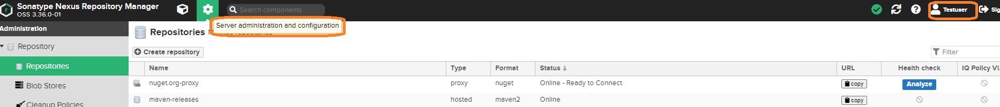 Sonatype Nexus Repository Manager
OSS 3.36.0-01
Search components
Testuser
Administration
Server administration and configuration
Repositories
Repository
Create repository
Filter
Repositories
Name Type Format Status URL Health check IQ Policy Vi...
Blob Stores
nuget.org-proxy proxy nuget Online - Ready to Connect copy Analyze
Cleanup Policies
maven-releases hosted maven2 Online copy